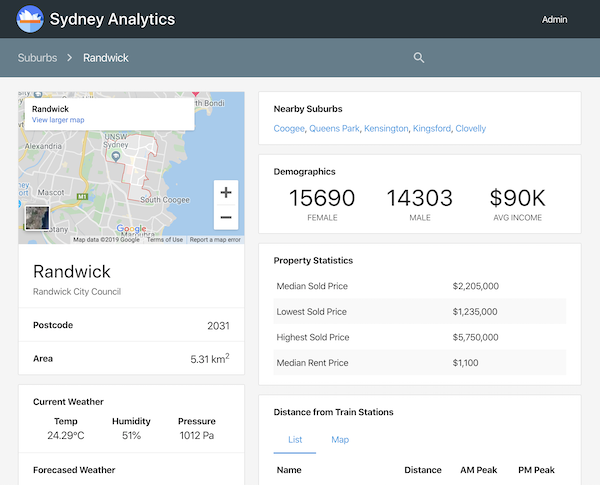 Sydney Analytics
Admin
Suburbs
Randwick
Randwick
View larger map
North Bondi
UNSW
Sydney
Alexandria
Mascot
M1
South Coogee
Botany
Google
Map data ©2019 Google
Terms of Use
Report a map error
Randwick
Randwick City Council
Postcode 2031
Area 5.31 km²
Current Weather
Temp Humidity Pressure
24.29°C 51% 1012 Pa
Forecased Weather
Nearby Suburbs
Coogee, Queens Park, Kensington, Kingsford, Clovelly
Demographics
15690 14303 $90K
FEMALE MALE AVG INCOME
Property Statistics
Median Sold Price $2,205,000
Lowest Sold Price $1,235,000
Highest Sold Price $5,750,000
Median Rent Price $1,100
Distance from Train Stations
List Map
Name Distance AM Peak PM Peak